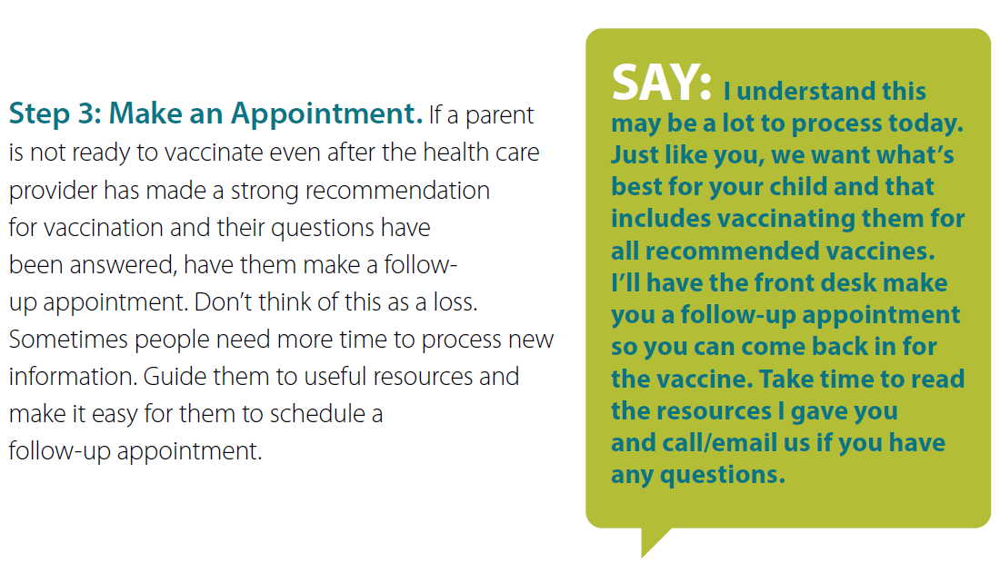 Step 3: Make an Appointment. If a parent
is not ready to vaccinate even after the health care
provider has made a strong recommendation
for vaccination and their questions have
been answered, have them make a follow-
up appointment. Don’t think of this as a loss.
Sometimes people need more time to process new
information. Guide them to useful resources and
make it easy for them to schedule a
follow-up appointment.
SAY: I understand this
may be a lot to process today.
Just like you, we want what’s
best for your child and that
includes vaccinating them for
all recommended vaccines.
I’ll have the front desk make
you a follow-up appointment
so you can come back in for
the vaccine. Take time to read
the resources I gave you
and call/email us if you have
any questions.